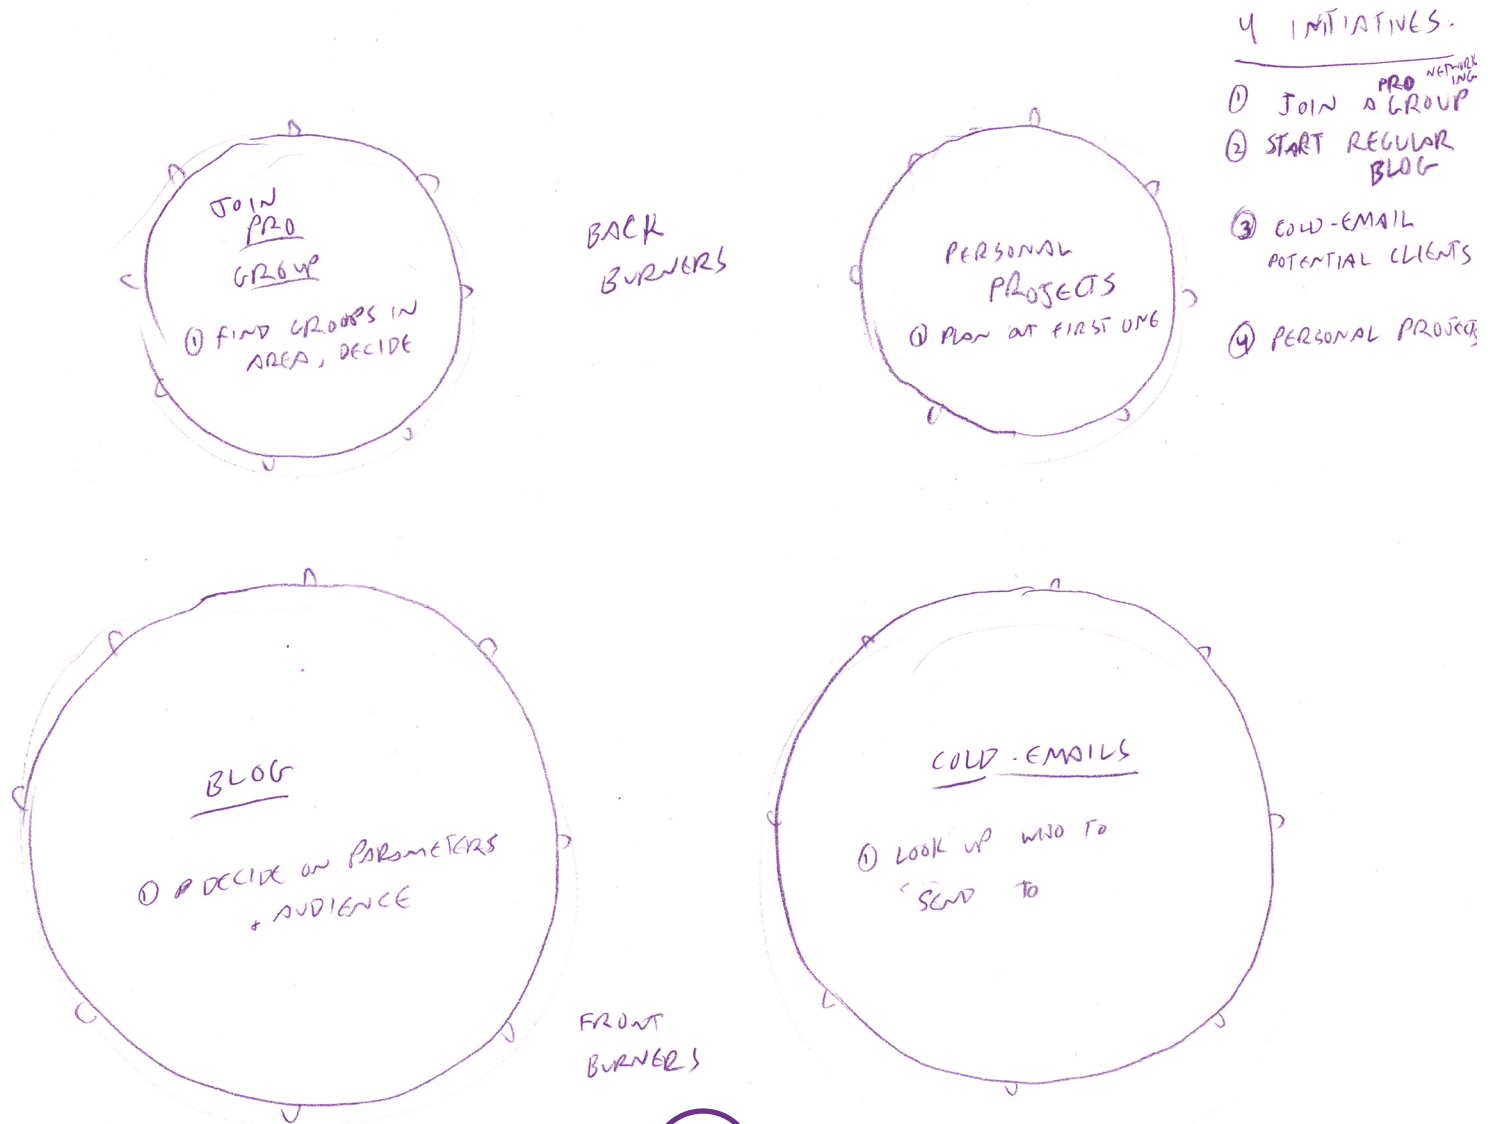 4 INITIATIVES.
① JOIN A PRO NETWORKING GROUP
② START REGULAR
BLOG
③ COLD-EMAIL
POTENTIAL CLIENTS
④ PERSONAL PROJECTS
JOIN
PRO
GROUP
① FIND GROUPS IN
AREA, DECIDE
BACK
BURNERS
PERSONAL
PROJECTS
① PLAN OUT FIRST ONE
BLOG
① DECIDE ON PARAMETERS
+ AUDIENCE
COLD-EMAILS
① LOOK UP WHO TO
SEND TO
FRONT
BURNERS